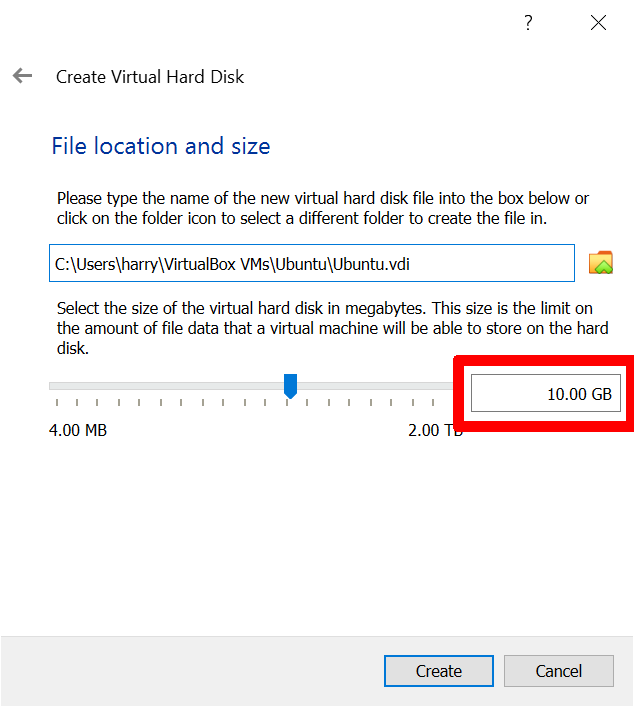 ?
Create Virtual Hard Disk
File location and size
Please type the name of the new virtual hard disk file into the box below or
click on the folder icon to select a different folder to create the file in.
C:\Users\harry\VirtualBox VMs\Ubuntu\Ubuntu.vdi
Select the size of the virtual hard disk in megabytes. This size is the limit on
the amount of file data that a virtual machine will be able to store on the hard
disk.
10.00 GB
4.00 MB 2.00 TB
Create Cancel